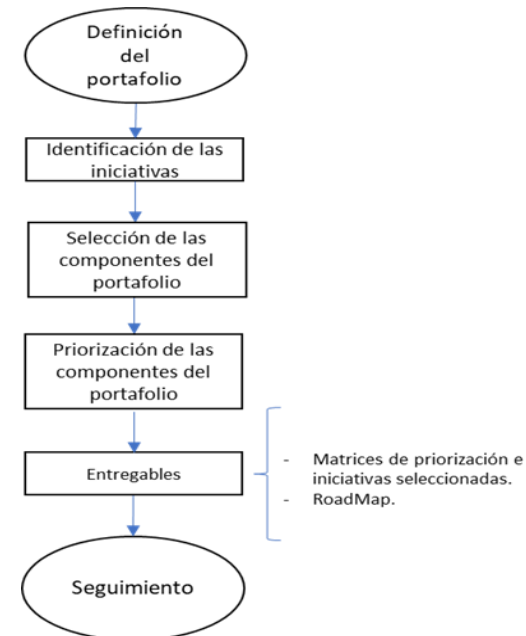 Definición
del
portafolio
Identificación de las
iniciativas
Selección de las
componentes del
portafolio
Priorización de las
componentes del
portafolio
Entregables
- Matrices de priorización e
iniciativas seleccionadas.
- RoadMap.
Seguimiento